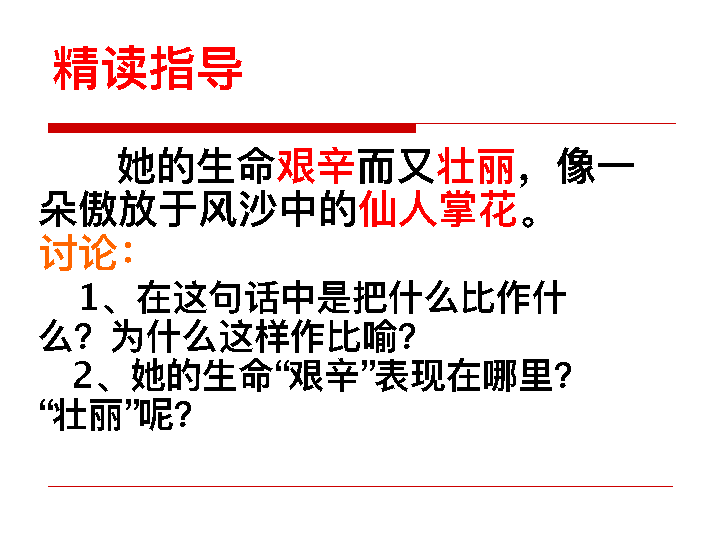 精读指导
她的生命艰辛而又壮丽，像一
朵傲放于风沙中的仙人掌花。
讨论：
1、在这句话中是把什么比作什
么？为什么这样作比喻？
2、她的生命“艰辛”表现在哪里？
“壮丽”呢？